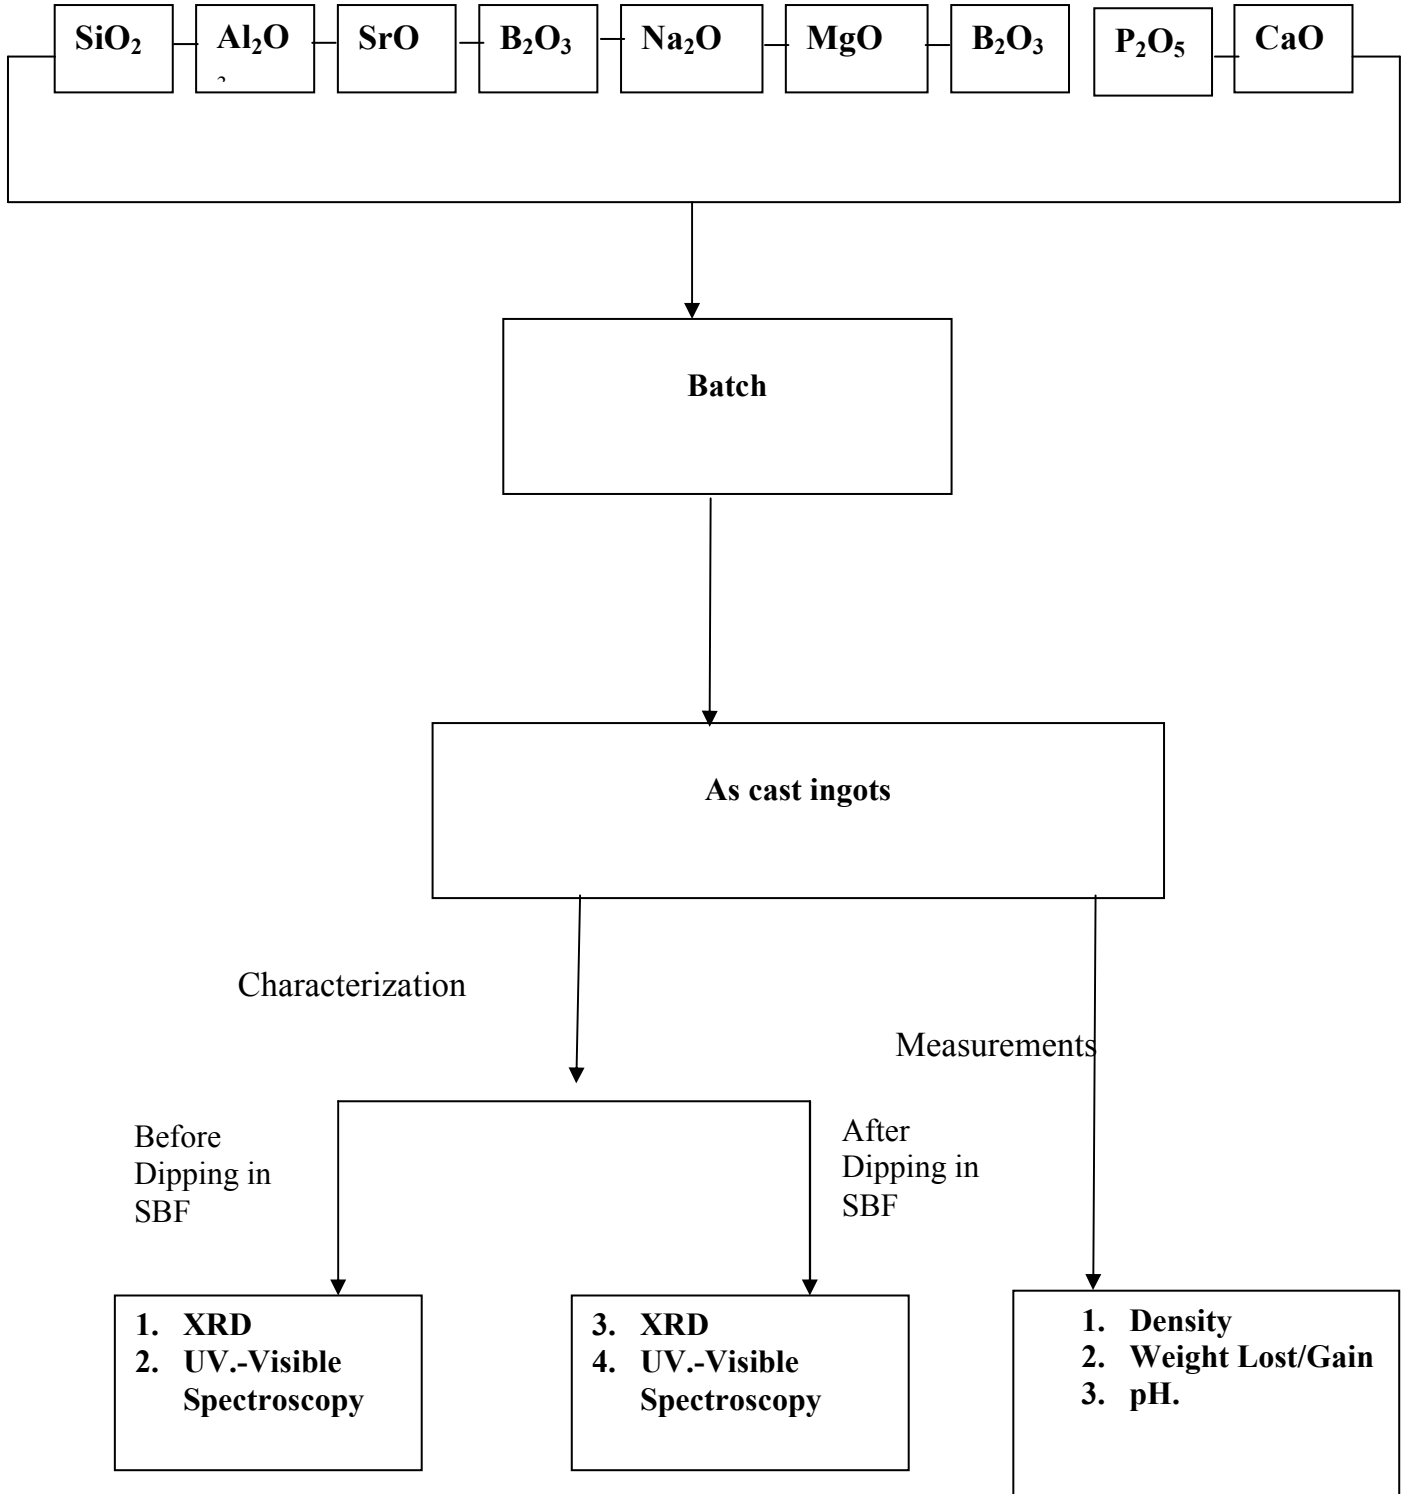 SiO₂ Al₂O SrO B₂O₃ Na₂O MgO B₂O₃ P₂O₅ CaO
Batch
As cast ingots
Characterization
Measurements
Before
Dipping in
SBF
After
Dipping in
SBF
1. XRD
2. UV.-Visible
Spectroscopy
3. XRD
4. UV.-Visible
Spectroscopy
1. Density
2. Weight Lost/Gain
3. pH.